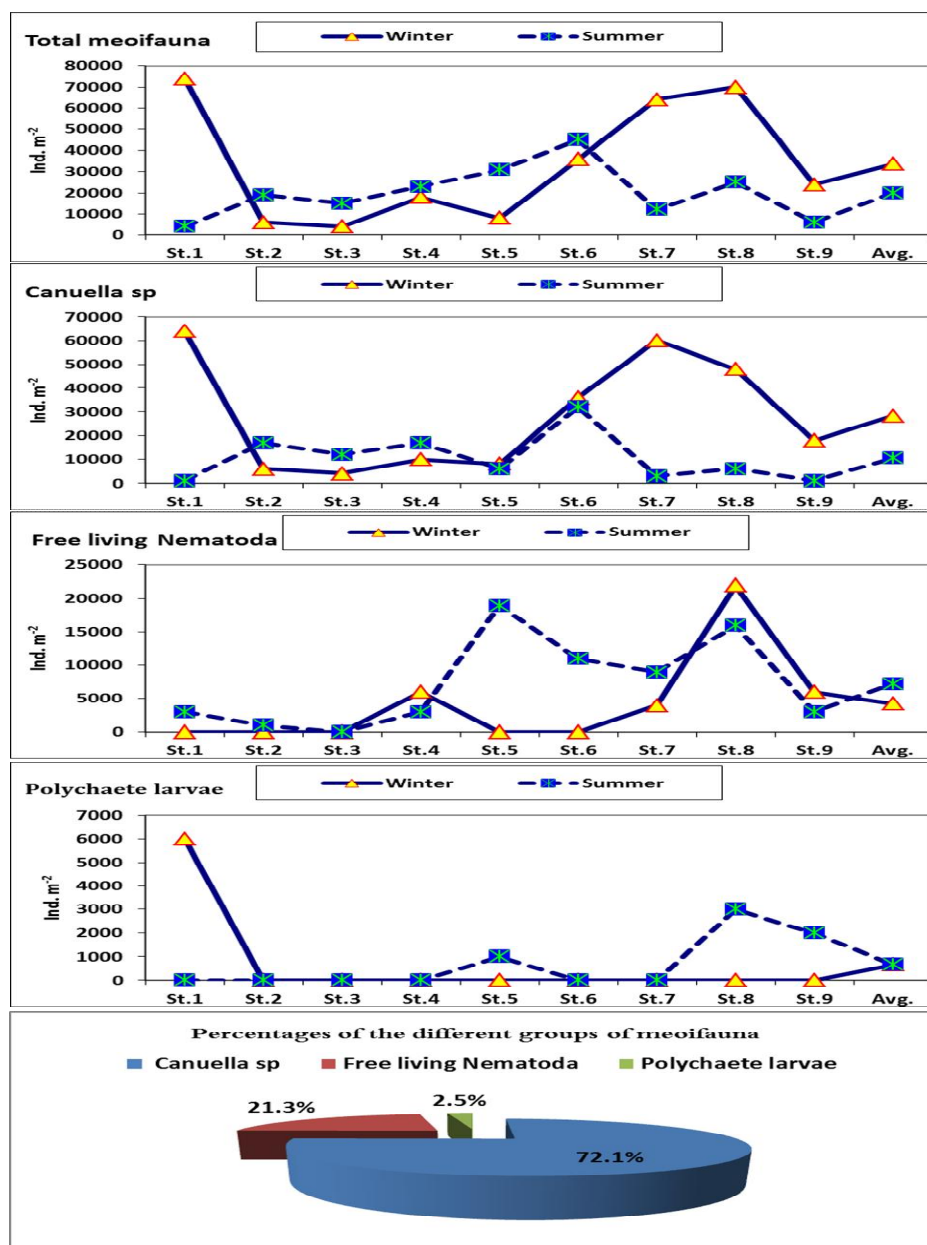 Total meoifauna
Winter Summer
80000
70000
60000
50000
40000
30000
20000
10000
0
Ind. m-2
St.1 St.2 St.3 St.4 St.5 St.6 St.7 St.8 St.9 Avg.
Canuella sp
Winter Summer
70000
60000
50000
40000
30000
20000
10000
0
Ind. m-2
St.1 St.2 St.3 St.4 St.5 St.6 St.7 St.8 St.9 Avg.
Free living Nematoda
Winter Summer
25000
20000
15000
10000
5000
0
Ind. m-2
St.1 St.2 St.3 St.4 St.5 St.6 St.7 St.8 St.9 Avg.
Polychaete larvae
Winter Summer
7000
6000
5000
4000
3000
2000
1000
0
Ind. m-2
St.1 St.2 St.3 St.4 St.5 St.6 St.7 St.8 St.9 Avg.
Percentages of the different groups of meoifauna
Canuella sp Free living Nematoda Polychaete larvae
21.3%
2.5%
72.1%